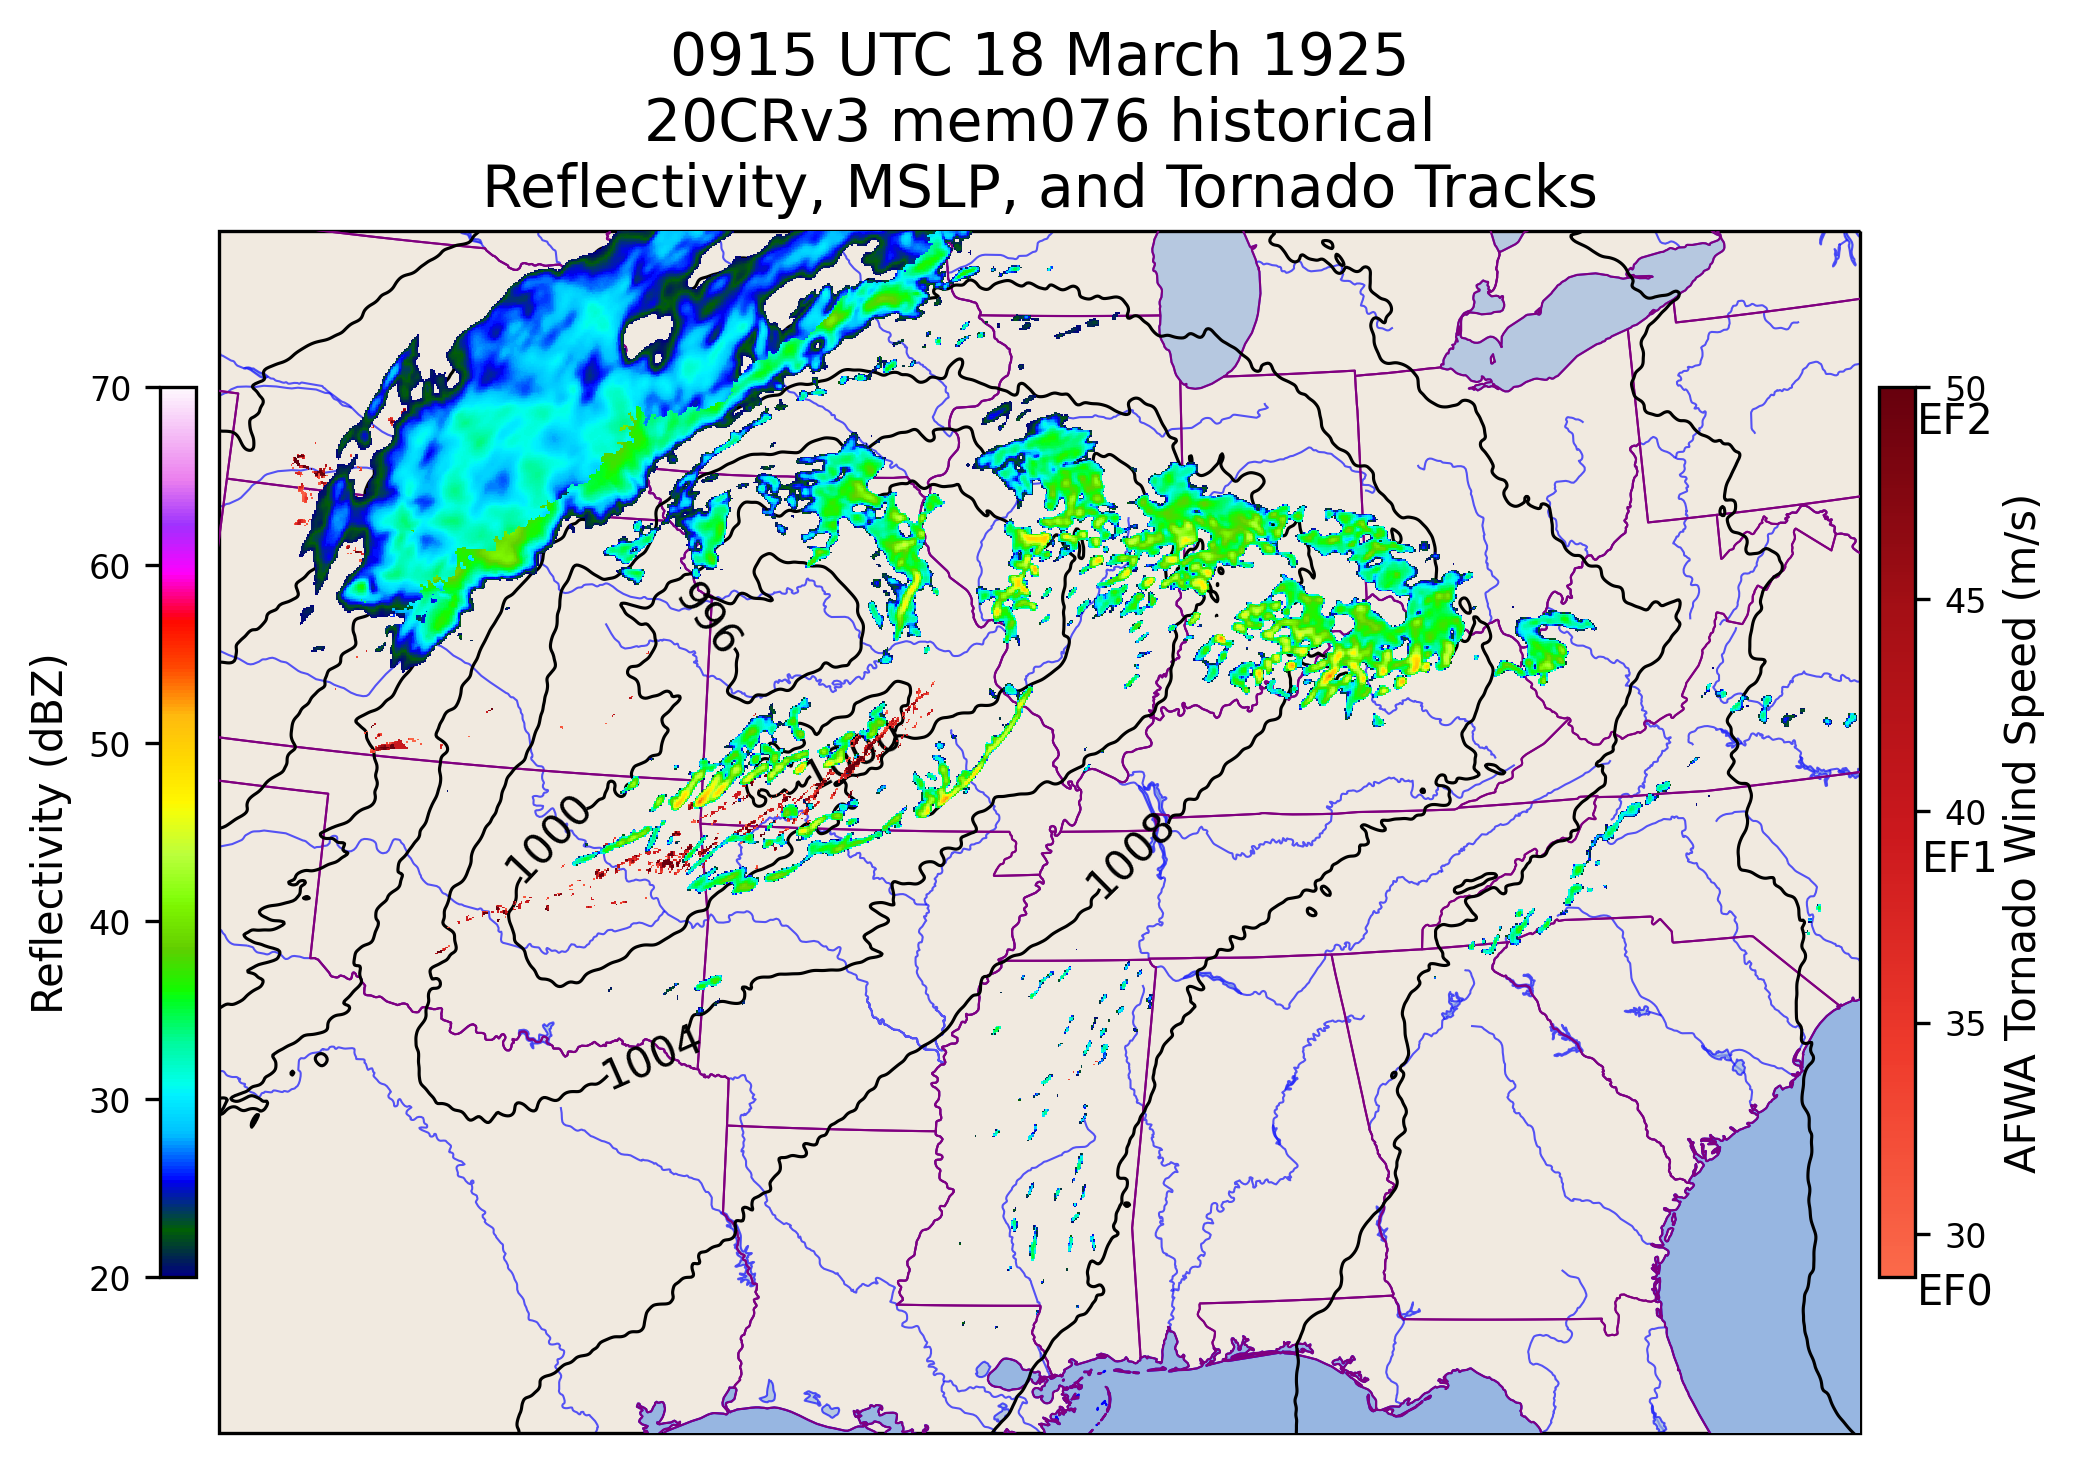 0915 UTC 18 March 1925
20CRv3 mem076 historical
Reflectivity, MSLP, and Tornado Tracks
70
60
50
40
30
20
Reflectivity (dBZ)
996
1000
1000
1008
1004
50
EF2
45
40
EF1
35
30
EF0
AFWA Tornado Wind Speed (m/s)